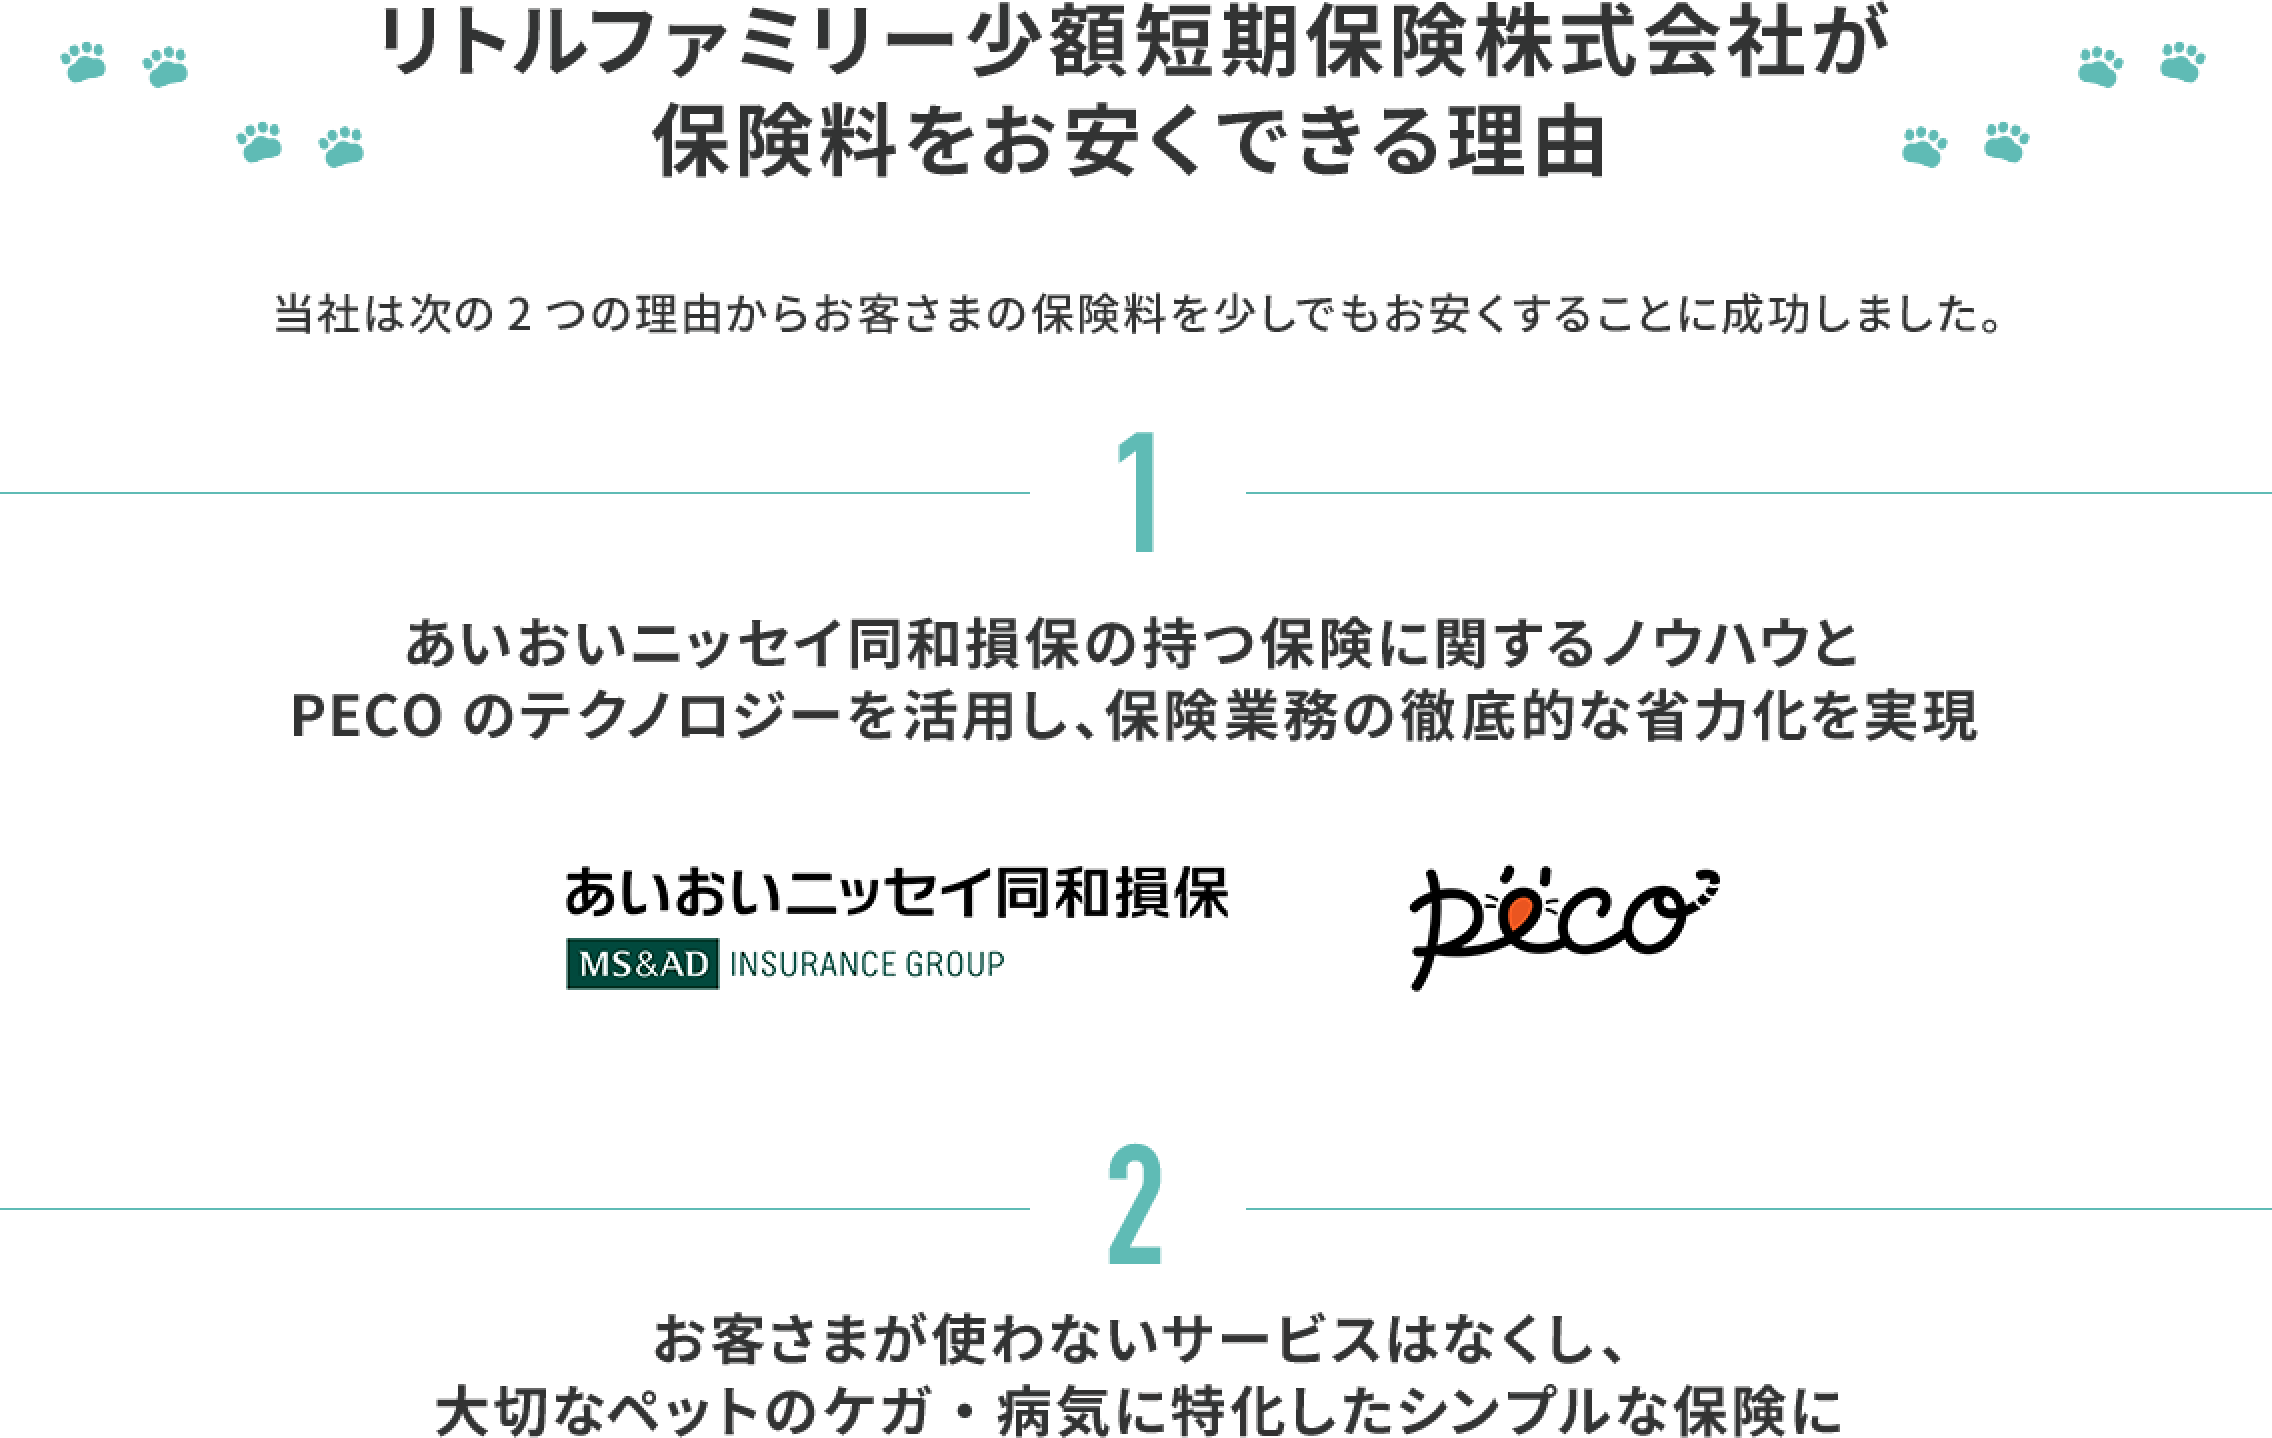 リトルファミリー少額短期保険株式会社が
保険料をお安くできる理由
当社は次の 2 つの理由からお客さまの保険料を少しでもお安くすることに成功しました。
1
あいおいニッセイ同和損保の持つ保険に関するノウハウと
PECO のテクノロジーを活用し、保険業務の徹底的な省力化を実現
あいおいニッセイ同和損保
MS&AD INSURANCE GROUP
peco
2
お客さまが使わないサービスはなくし、
大切なペットのケガ・病気に特化したシンプルな保険に